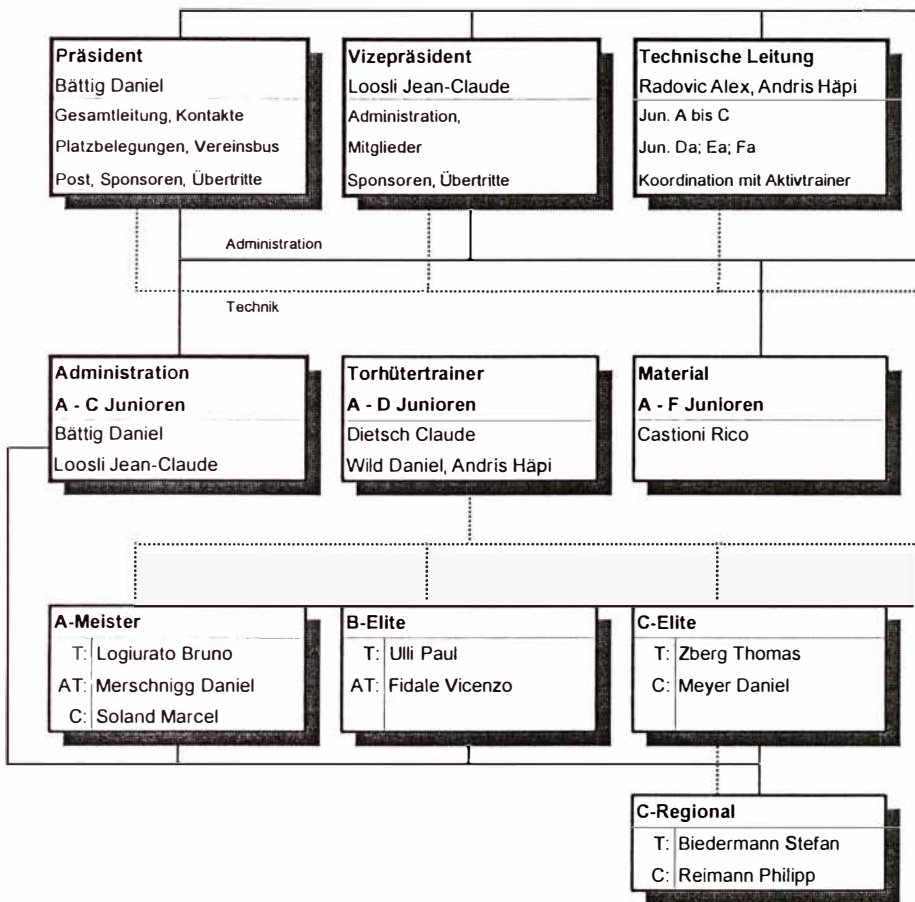 Präsident
Bättig Daniel
Gesamtleitung, Kontakte
Platzbelegungen, Vereinsbus
Post, Sponsoren, Übertritte
Vizepräsident
Loosli Jean-Claude
Administration,
Mitglieder
Sponsoren, Übertritte
Technische Leitung
Radovic Alex, Andris Häpi
Jun. A bis C
Jun. Da; Ea; Fa
Koordination mit Aktivtrainer
Administration
Technik
Administration
A - C Junioren
Bättig Daniel
Loosli Jean-Claude
Torhütertrainer
A - D Junioren
Dietsch Claude
Wild Daniel, Andris Häpi
Material
A - F Junioren
Castioni Rico
A-Meister
T: Logiurato Bruno
AT: Merschnigg Daniel
C: Soland Marcel
B-Elite
T: Ulli Paul
AT: Fidale Vicenzo
C-Elite
T: Zberg Thomas
C: Meyer Daniel
C-Regional
T: Biedermann Stefan
C: Reimann Philipp